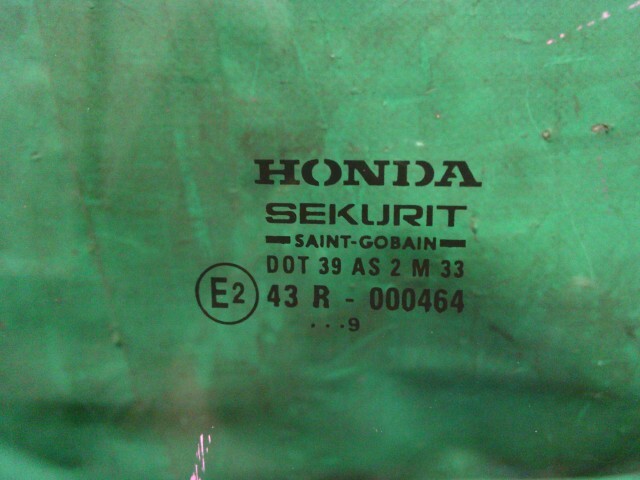 HONDA
SEKURIT
SAINT-GOBAIN
DOT 39 AS 2 M 33
E2 43 R - 000464
...9